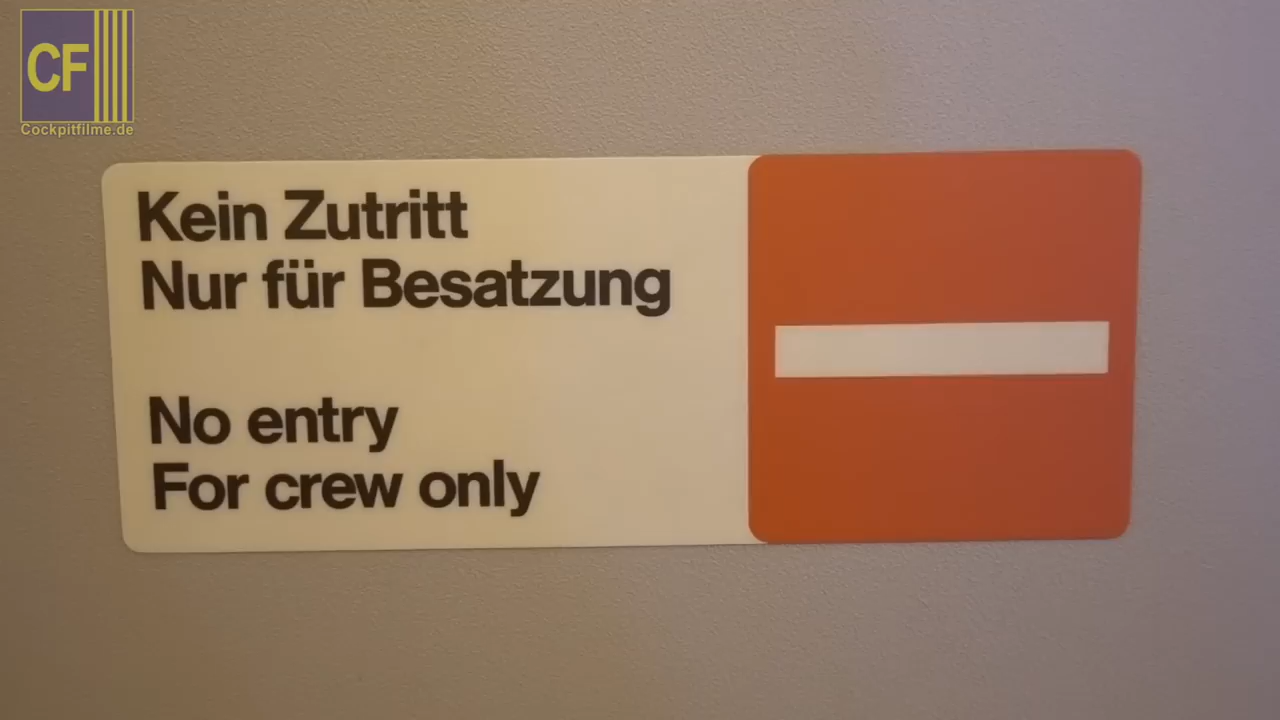 CF
Cockpitfilme.de
Kein Zutritt
Nur für Besatzung
No entry
For crew only